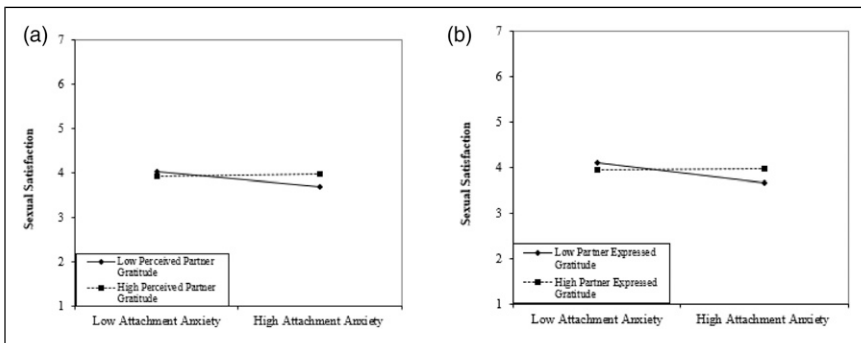 (a)
7
6
5
4
3
2
1
Sexual Satisfaction
Low Perceived Partner
Gratitude
High Perceived Partner
Gratitude
Low Attachment Anxiety High Attachment Anxiety
(b)
7
6
5
4
3
2
1
Sexual Satisfaction
Low Partner Expressed
Gratitude
High Partner Expressed
Gratitude
Low Attachment Anxiety High Attachment Anxiety